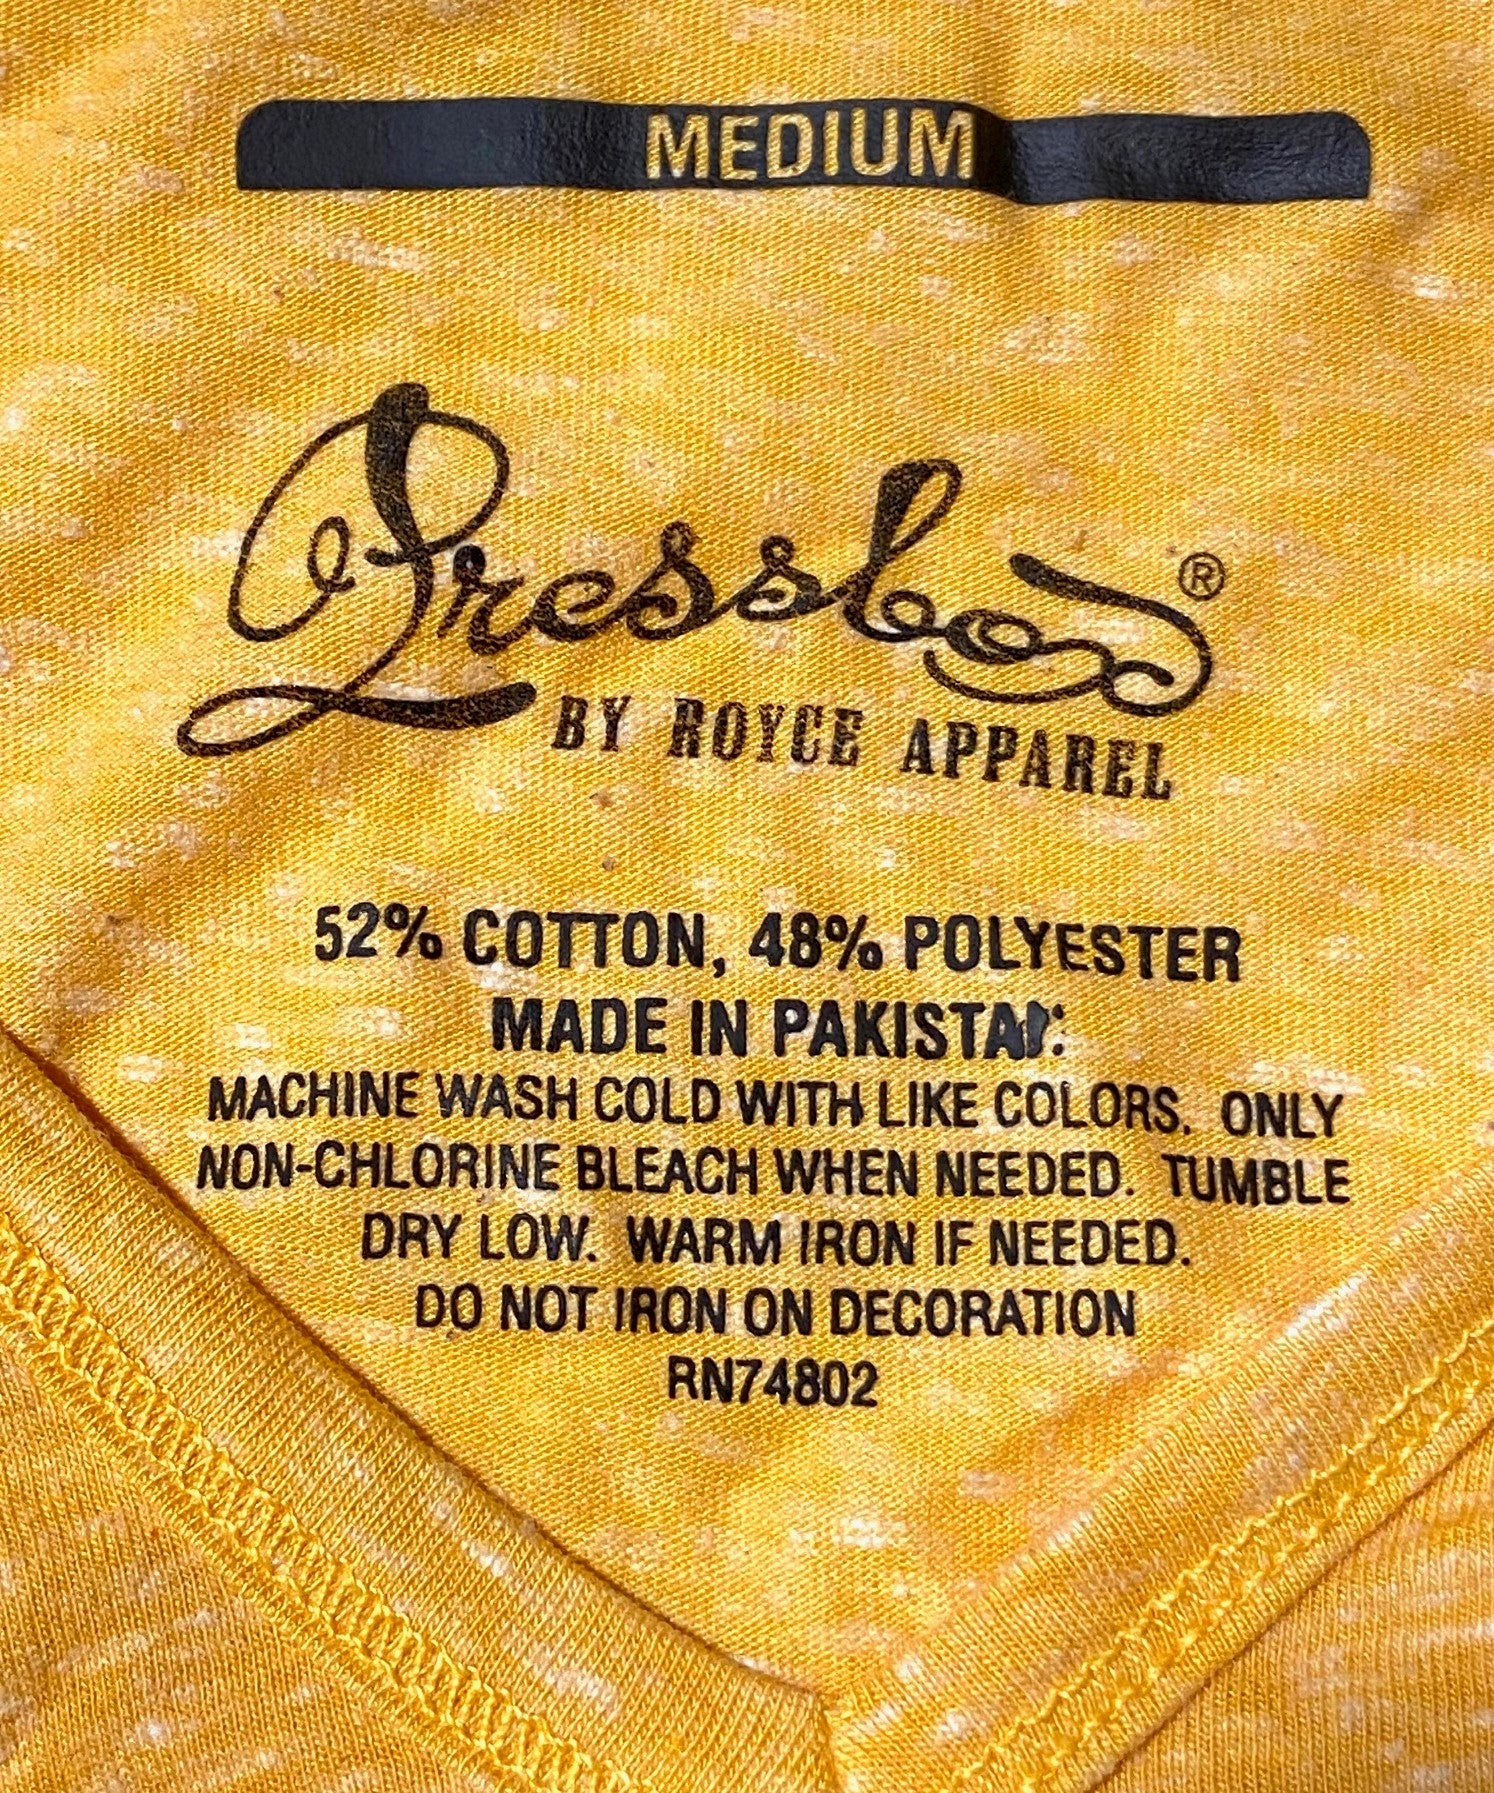 MEDIUM
Pressbox®
BY ROYCE APPAREL
52% COTTON, 48% POLYESTER
MADE IN PAKISTAN
MACHINE WASH COLD WITH LIKE COLORS. ONLY
NON-CHLORINE BLEACH WHEN NEEDED. TUMBLE
DRY LOW. WARM IRON IF NEEDED.
DO NOT IRON ON DECORATION
RN74802